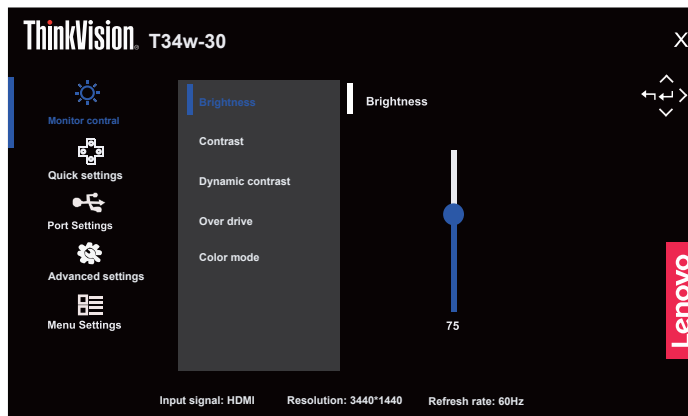 ThinkVision® T34w-30
X
Monitor contral
Quick settings
Port Settings
Advanced settings
Menu Settings
Brightness
Contrast
Dynamic contrast
Over drive
Color mode
Brightness
75
Lenovo
Input signal: HDMI Resolution: 3440*1440 Refresh rate: 60Hz